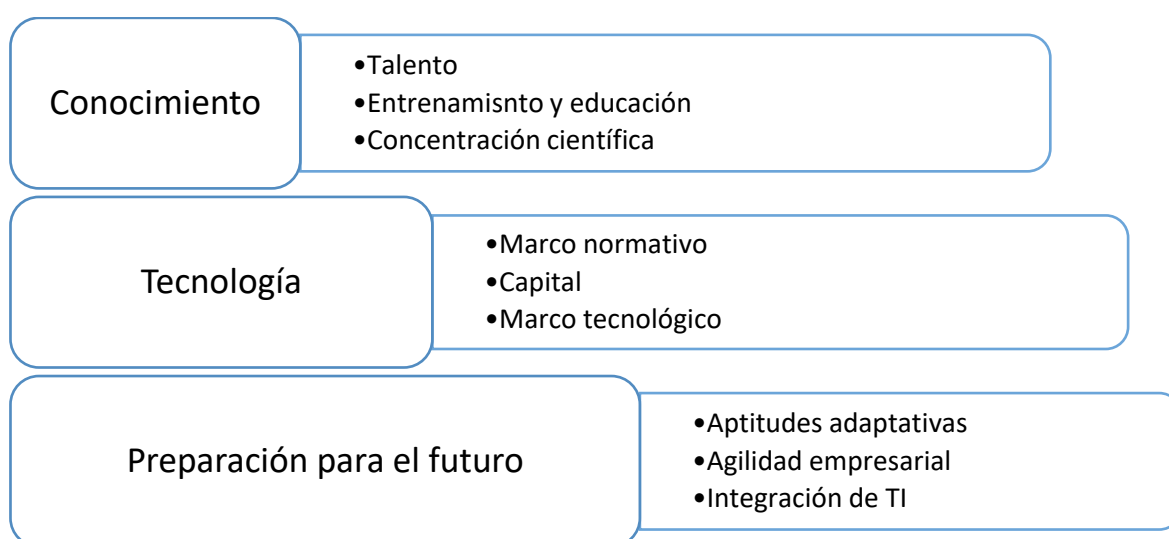 Conocimiento
•Talento
•Entrenamisnto y educación
•Concentración científica
Tecnología
•Marco normativo
•Capital
•Marco tecnológico
Preparación para el futuro
•Aptitudes adaptativas
•Agilidad empresarial
•Integración de TI